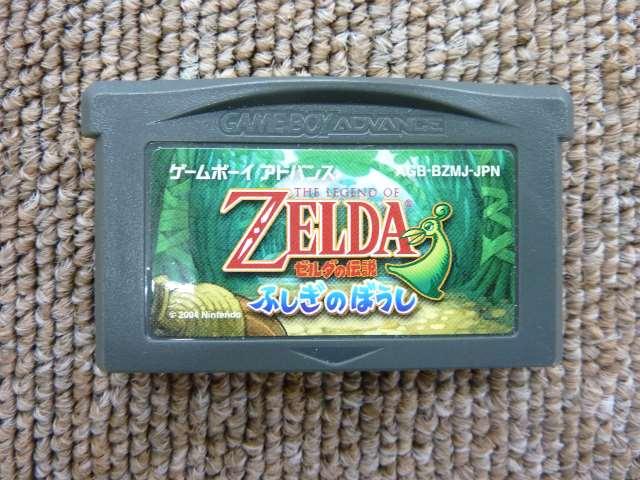 GAME BOY ADVANCE
ゲームボーイ アドバンス AGB-BZMJ-JPN
THE LEGEND OF
ZELDA®
ゼルダの伝説
ふしぎのぼうし
© 2004 Nintendo